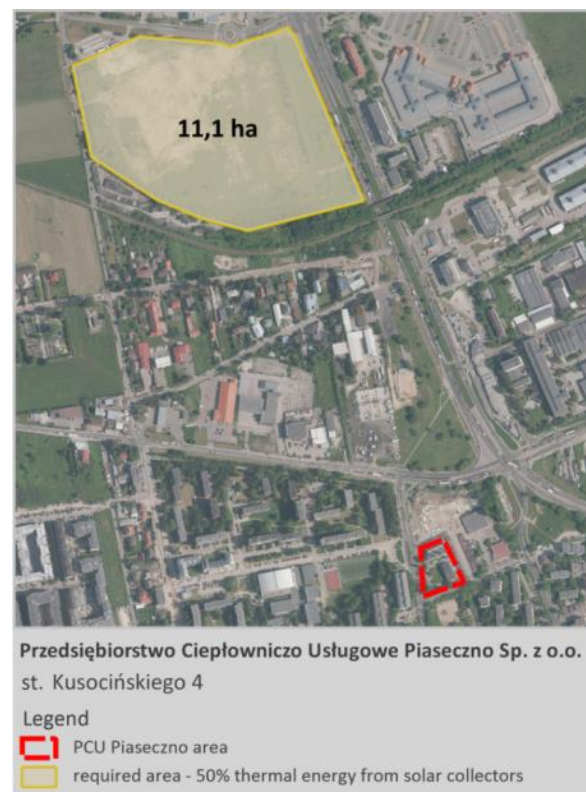 11,1 ha
Przedsiębiorstwo Ciepłowniczo Usługowe Piaseczno Sp. z o.o.
st. Kusocińskiego 4
Legend
PCU Piaseczno area
required area - 50% thermal energy from solar collectors